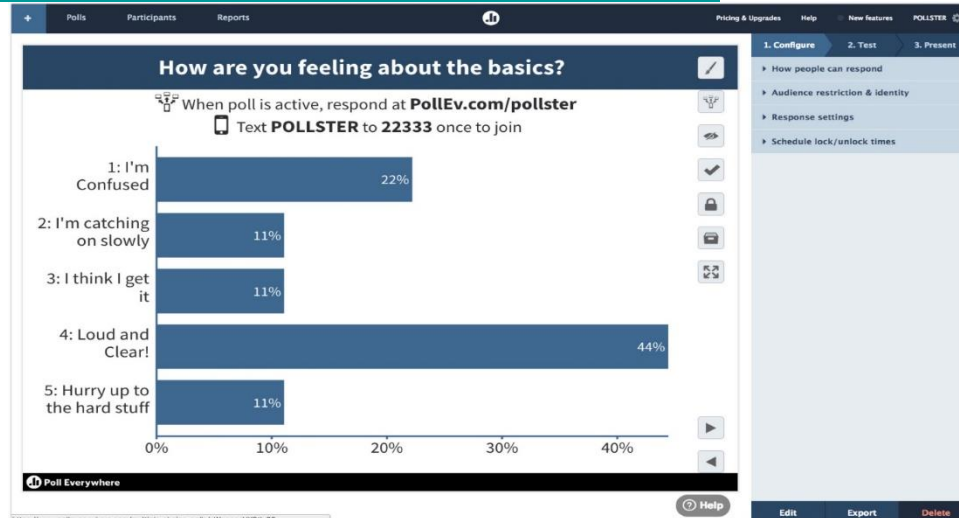 + Polls Participants Reports Pricing & Upgrades Help New features POLLSTER
1. Configure 2. Test 3. Present
How people can respond
Audience restriction & identity
Response settings
Schedule lock/unlock times
How are you feeling about the basics?
When poll is active, respond at PollEv.com/pollster
Text POLLSTER to 22333 once to join
1: I'm
Confused
22%
2: I'm catching
on slowly
11%
3: I think I get
it
11%
4: Loud and
Clear!
44%
5: Hurry up to
the hard stuff
11%
0% 10% 20% 30% 40%
Poll Everywhere
? Help
Edit Export Delete